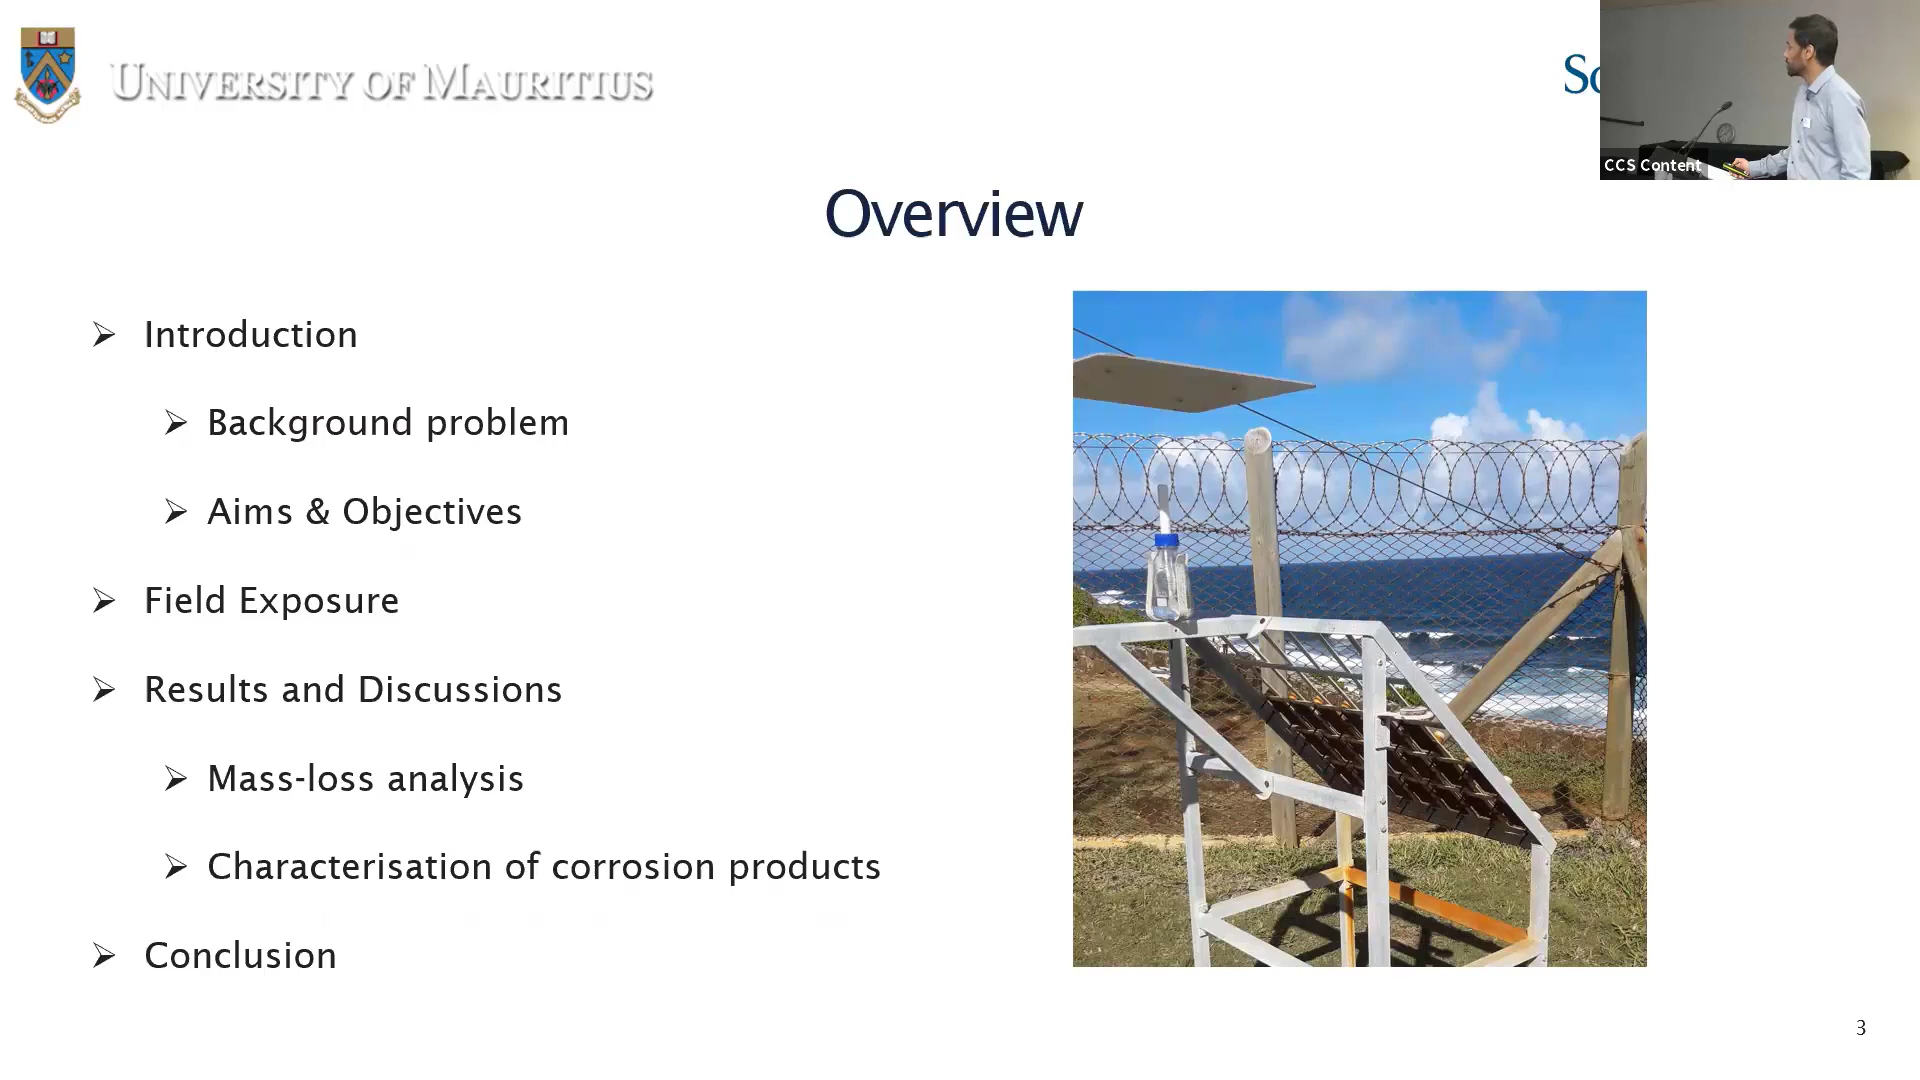 UNIVERSITY OF MAURITIUS
CCS Content
Overview
Introduction
Background problem
Aims & Objectives
Field Exposure
Results and Discussions
Mass-loss analysis
Characterisation of corrosion products
Conclusion
3